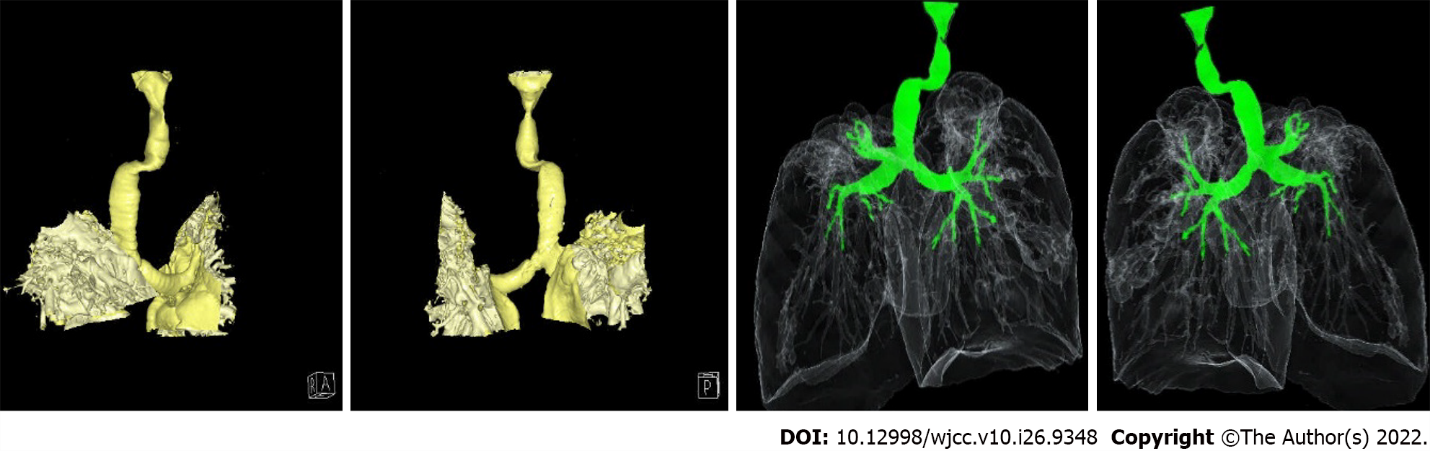 R A
P
DOI: 10.12998/wjcc.v10.i26.9348 Copyright ©The Author(s) 2022.